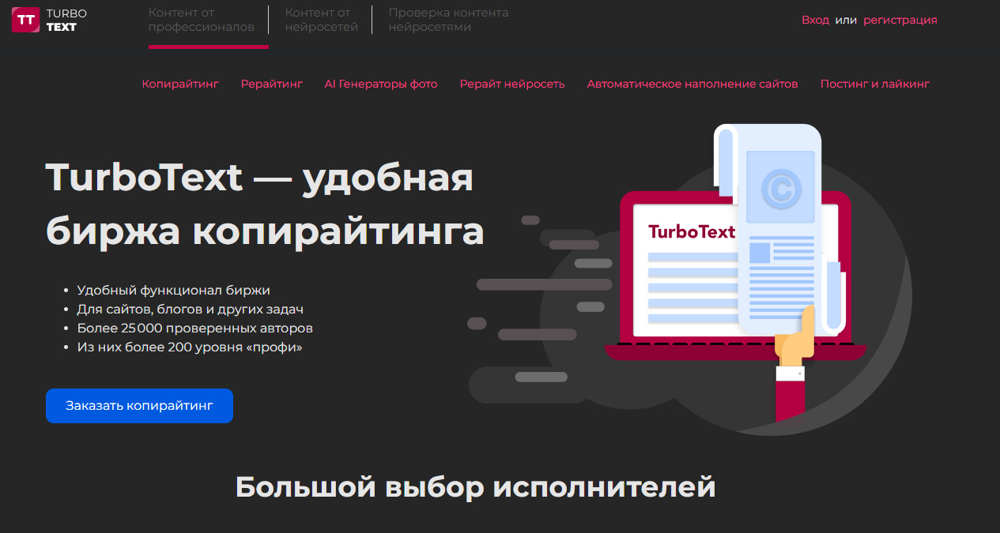 TT
TURBO
TEXT
Контент от
профессионалов
Контент от
нейросетей
Проверка контента
нейросетями
Вход или регистрация
Копирайтинг Рерайтинг AI Генераторы фото Рерайт нейросеть Автоматическое наполнение сайтов Постинг и лайкинг
TurboText — удобная
биржа копирайтинга
• Удобный функционал биржи
• Для сайтов, блогов и других задач
• Более 25 000 проверенных авторов
• Из них более 200 уровня «профи»
Заказать копирайтинг
©
TurboText
Большой выбор исполнителей